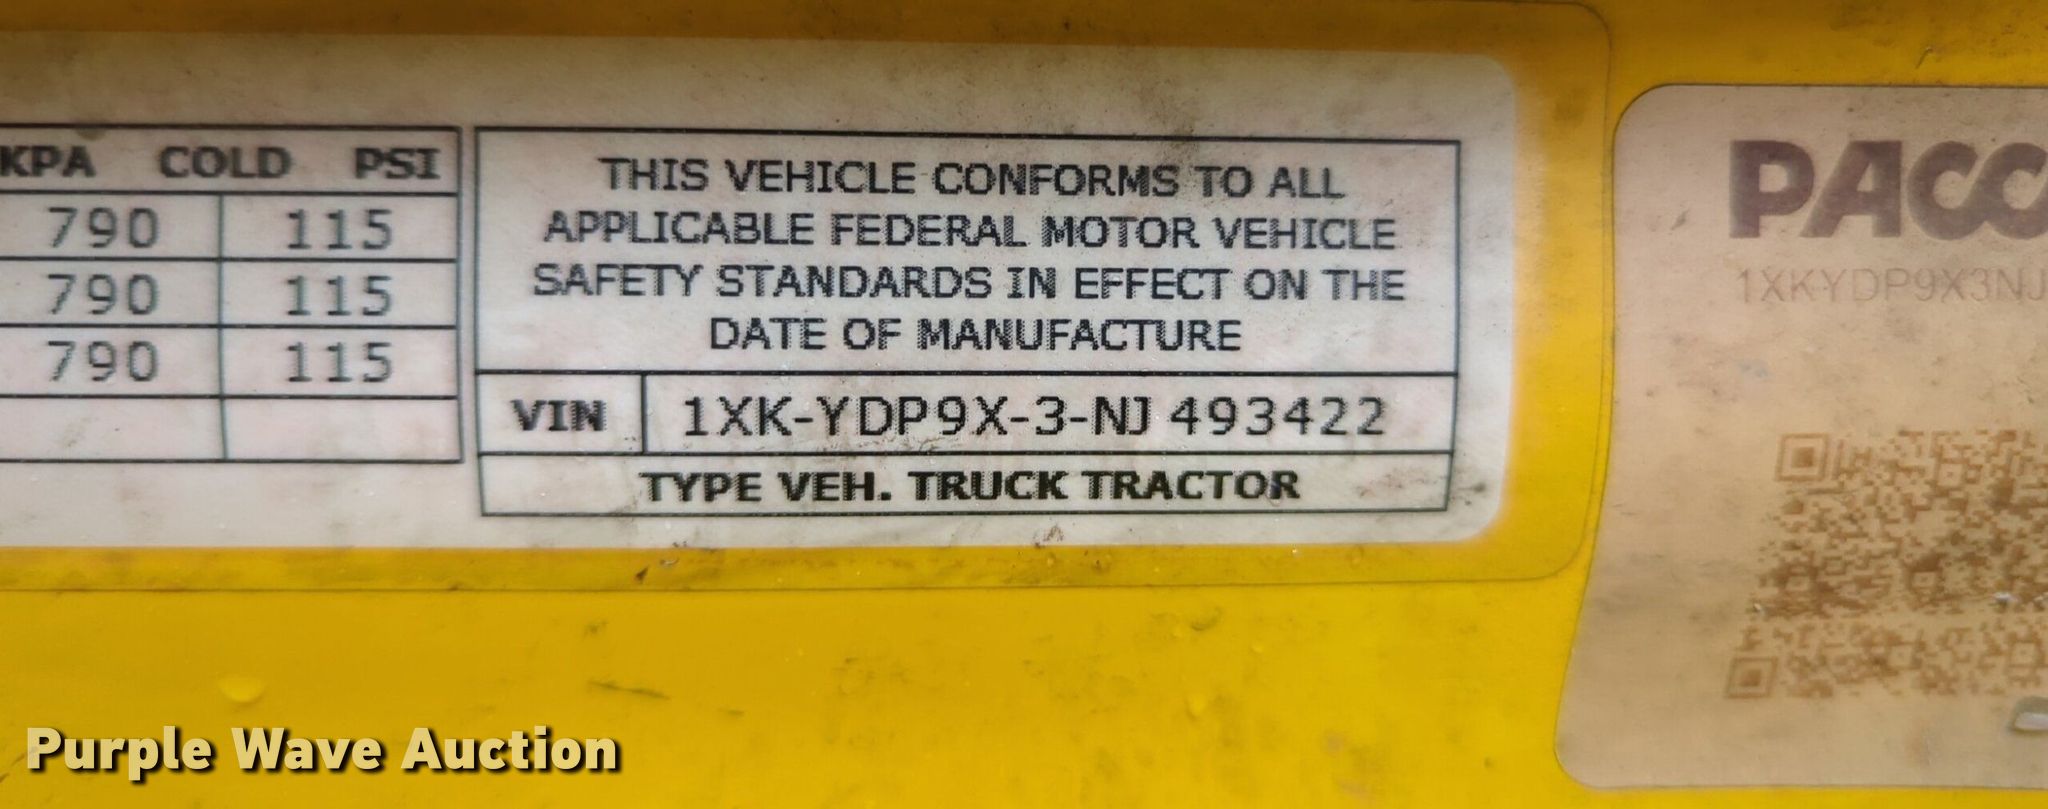 KPA COLD PSI
790 115
790 115
790 115
THIS VEHICLE CONFORMS TO ALL
APPLICABLE FEDERAL MOTOR VEHICLE
SAFETY STANDARDS IN EFFECT ON THE
DATE OF MANUFACTURE
VIN 1XK-YDP9X-3-NJ 493422
TYPE VEH. TRUCK TRACTOR
PACC
1XKYDP9X3NJ
Purple Wave Auction